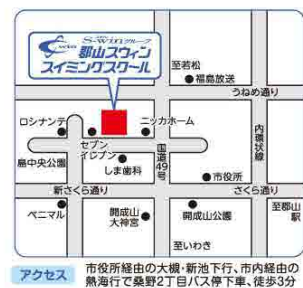 S-winグループ
swin 郡山スウィン
スイミングスクール
至若松
福島放送
うねめ通り
ロシナンテ
ニッカホーム
セブン
イレブン
しま歯科
島中央公園
国道49号
内環状線
市役所
新さくら通り
さくら通り
ベニマル
開成山
大神宮
開成山公園
至郡山駅
至いわき
アクセス
市役所経由の大槻・新池下行、市内経由の
熱海行で桑野2丁目バス停下車、徒歩3分